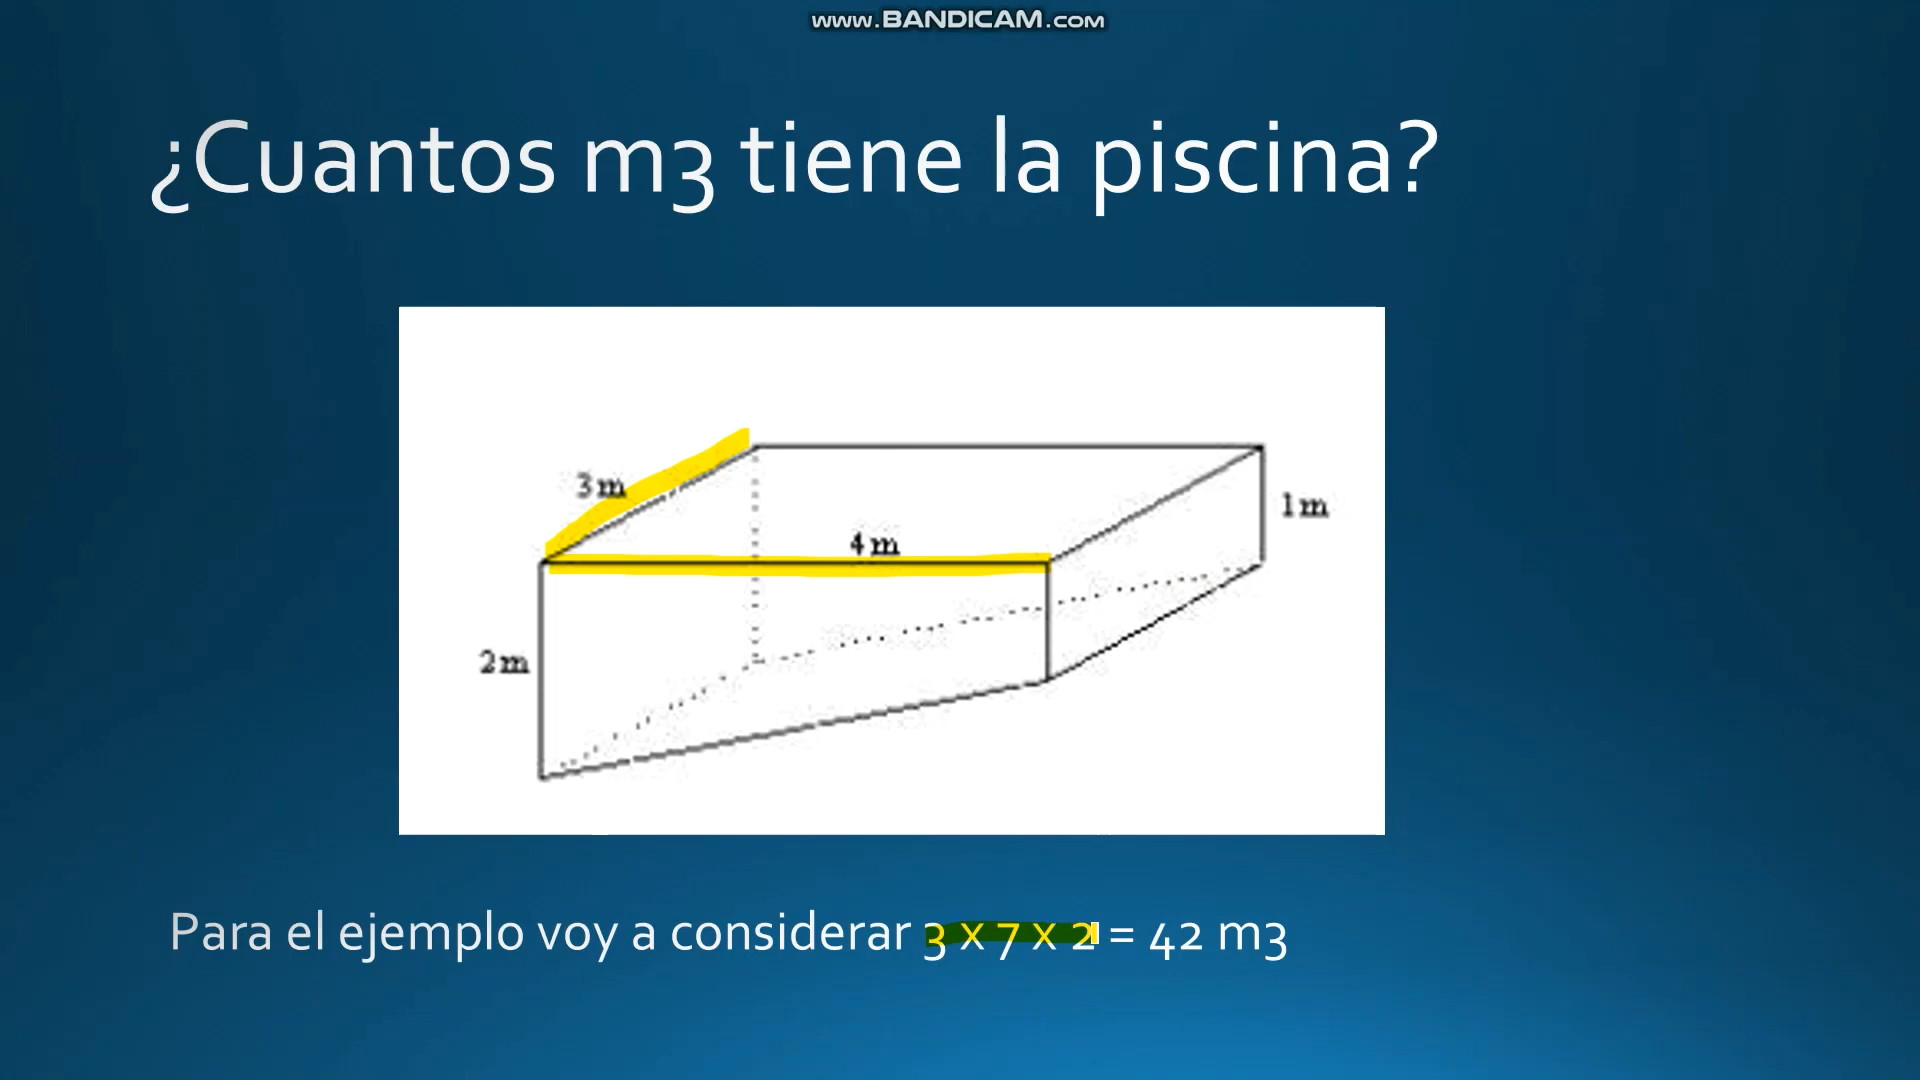 www.BANDICAM.com
¿Cuantos m3 tiene la piscina?
3 m
4 m
1 m
2 m
Para el ejemplo voy a considerar 3 x 7 x 2 = 42 m3